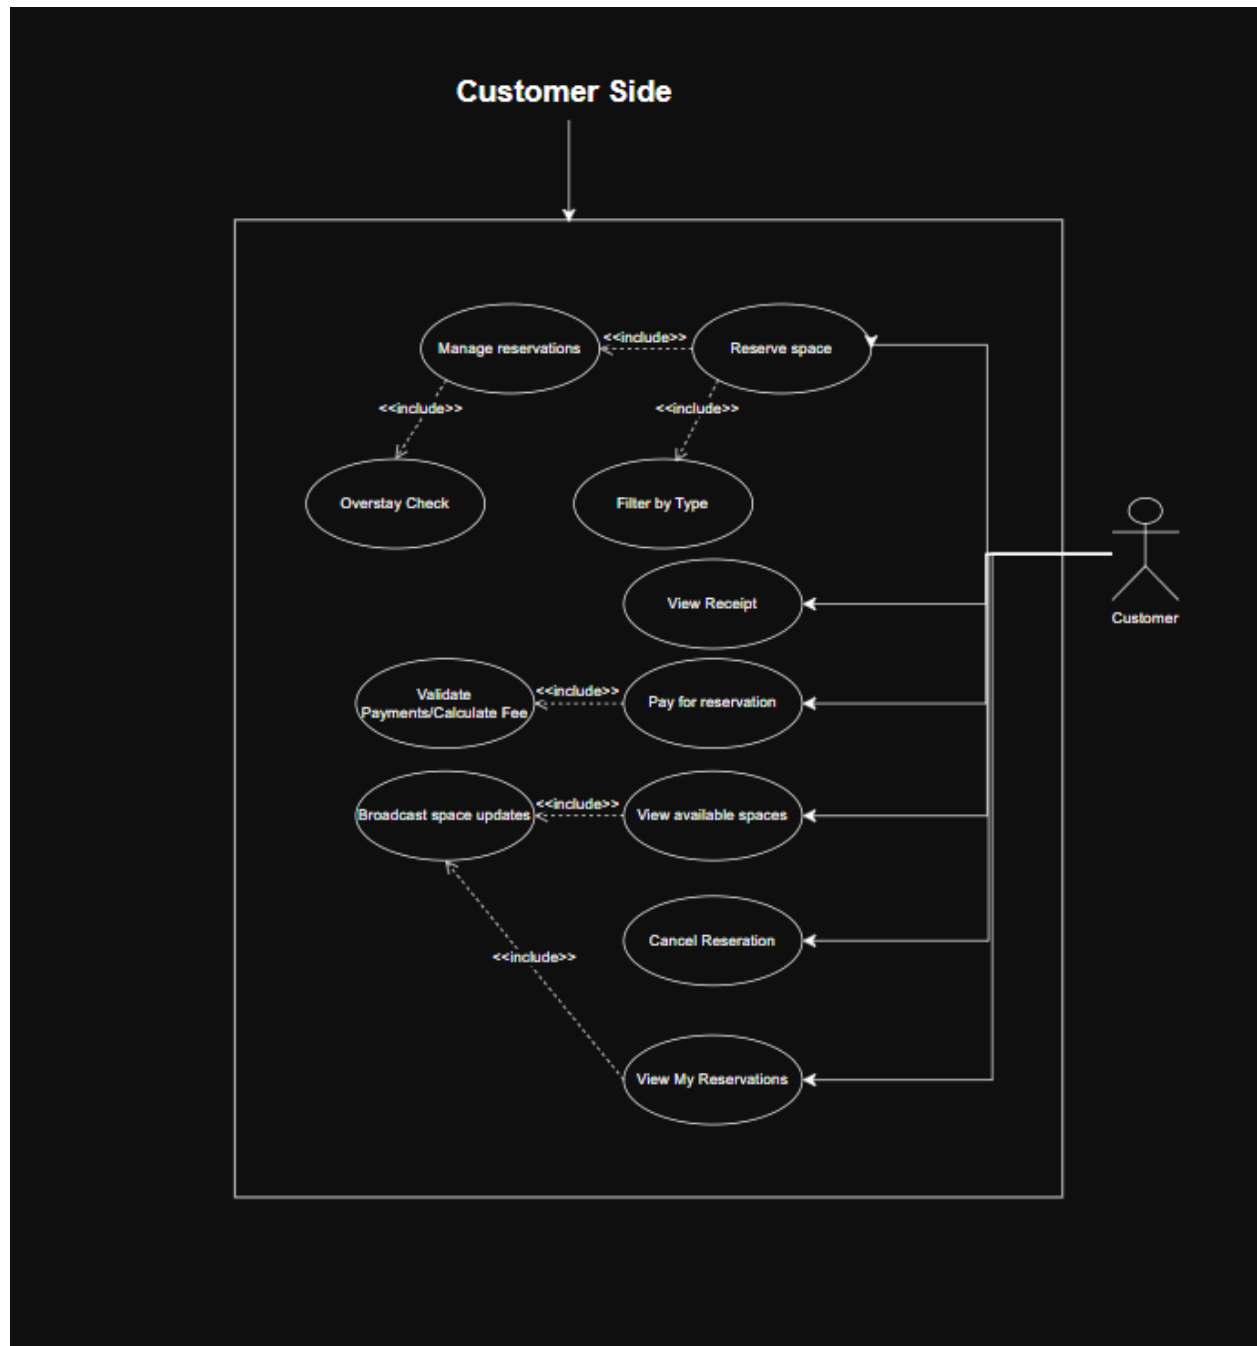 Customer Side
<<include>>
Manage reservations
Reserve space
<<include>>
<<include>>
Overstay Check
Filter by Type
View Receipt
Customer
Validate
Payments/Calculate Fee
<<include>>
Pay for reservation
Broadcast space updates
<<include>>
View available spaces
Cancel Reseration
<<include>>
View My Reservations